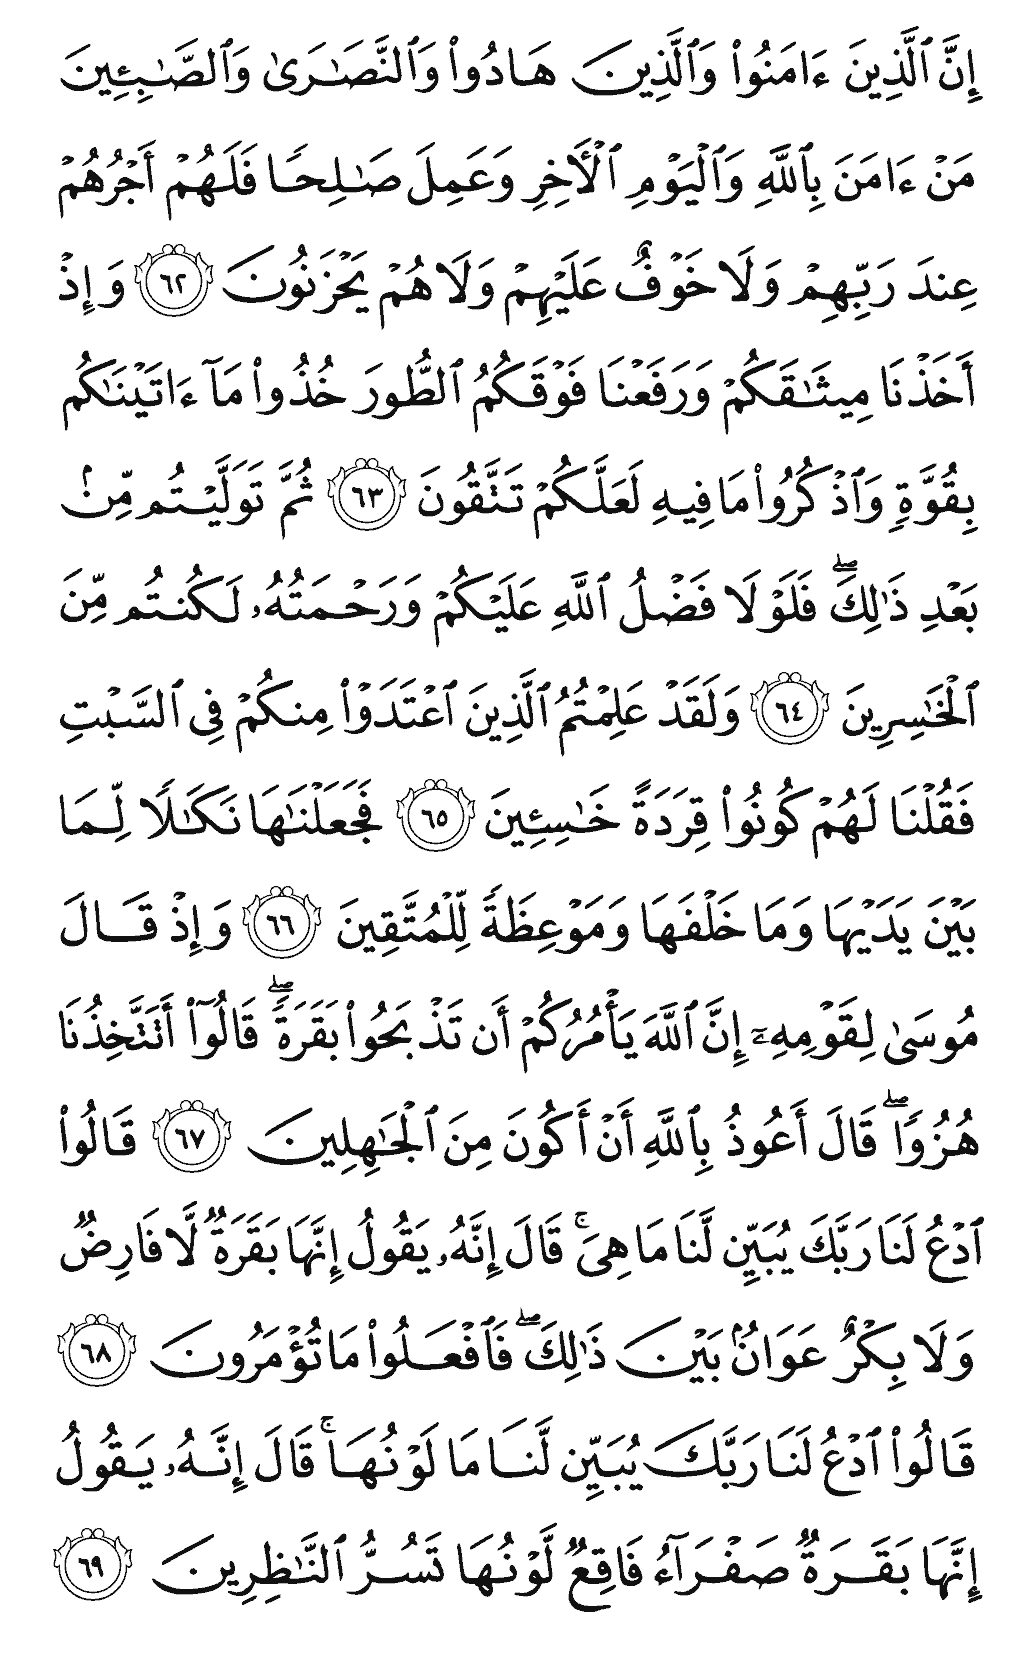 إِنَّ ٱلَّذِينَ ءَامَنُوا۟ وَٱلَّذِينَ هَادُوا۟ وَٱلنَّصَـٰرَىٰ وَٱلصَّـٰبِـِٔينَ
مَنْ ءَامَنَ بِٱللَّهِ وَٱلْيَوْمِ ٱلْـَٔاخِرِ وَعَمِلَ صَـٰلِحًا فَلَهُمْ أَجْرُهُمْ
عِندَ رَبِّهِمْ وَلَا خَوْفٌ عَلَيْهِمْ وَلَا هُمْ يَحْزَنُونَ ٦٢ وَإِذْ
أَخَذْنَا مِيثَـٰقَكُمْ وَرَفَعْنَا فَوْقَكُمُ ٱلطُّورَ خُذُوا۟ مَآ ءَاتَيْنَـٰكُم
بِقُوَّةٍ وَٱذْكُرُوا۟ مَا فِيهِ لَعَلَّكُمْ تَتَّقُونَ ٦٣ ثُمَّ تَوَلَّيْتُم مِّنۢ
بَعْدِ ذَٰلِكَ ۖ فَلَوْلَا فَضْلُ ٱللَّهِ عَلَيْكُمْ وَرَحْمَتُهُۥ لَكُنتُم مِّنَ
ٱلْخَـٰسِرِينَ ٦٤ وَلَقَدْ عَلِمْتُمُ ٱلَّذِينَ ٱعْتَدَوْا۟ مِنكُمْ فِى ٱلسَّبْتِ
فَقُلْنَا لَهُمْ كُونُوا۟ قِرَدَةً خَـٰسِـِٔينَ ٦٥ فَجَعَلْنَـٰهَا نَكَـٰلًا لِّمَا
بَيْنَ يَدَيْهَا وَمَا خَلْفَهَا وَمَوْعِظَةً لِّلْمُتَّقِينَ ٦٦ وَإِذْ قَالَ
مُوسَىٰ لِقَوْمِهِۦٓ إِنَّ ٱللَّهَ يَأْمُرُكُمْ أَن تَذْبَحُوا۟ بَقَرَةً ۖ قَالُوٓا۟ أَتَتَّخِذُنَا
هُزُوًا ۖ قَالَ أَعُوذُ بِٱللَّهِ أَنْ أَكُونَ مِنَ ٱلْجَـٰهِلِينَ ٦٧ قَالُوا۟
ٱدْعُ لَنَا رَبَّكَ يُبَيِّن لَّنَا مَا هِىَ ۚ قَالَ إِنَّهُۥ يَقُولُ إِنَّهَا بَقَرَةٌ لَّا فَارِضٌ
وَلَا بِكْرٌ عَوَانٌۢ بَيْنَ ذَٰلِكَ ۖ فَٱفْعَلُوا۟ مَا تُؤْمَرُونَ ٦٨
قَالُوا۟ ٱدْعُ لَنَا رَبَّكَ يُبَيِّن لَّنَا مَا لَوْنُهَا ۚ قَالَ إِنَّهُۥ يَقُولُ
إِنَّهَا بَقَرَةٌ صَفْرَآءُ فَاقِعٌ لَّوْنُهَا تَسُرُّ ٱلنَّـٰظِرِينَ ٦٩